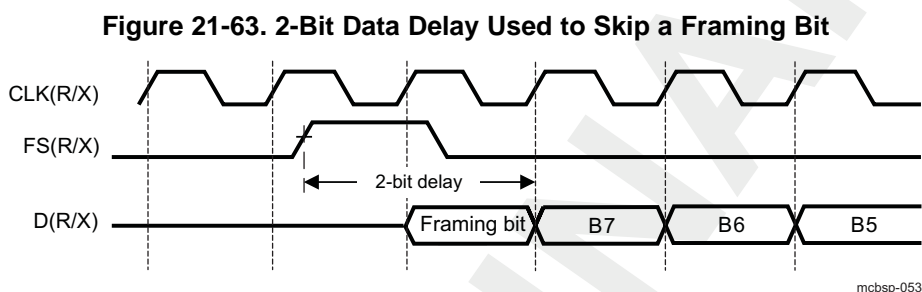 Figure 21-63. 2-Bit Data Delay Used to Skip a Framing Bit
CLK(R/X)
FS(R/X)
2-bit delay
D(R/X)
Framing bit B7 B6 B5
mcbsp-053